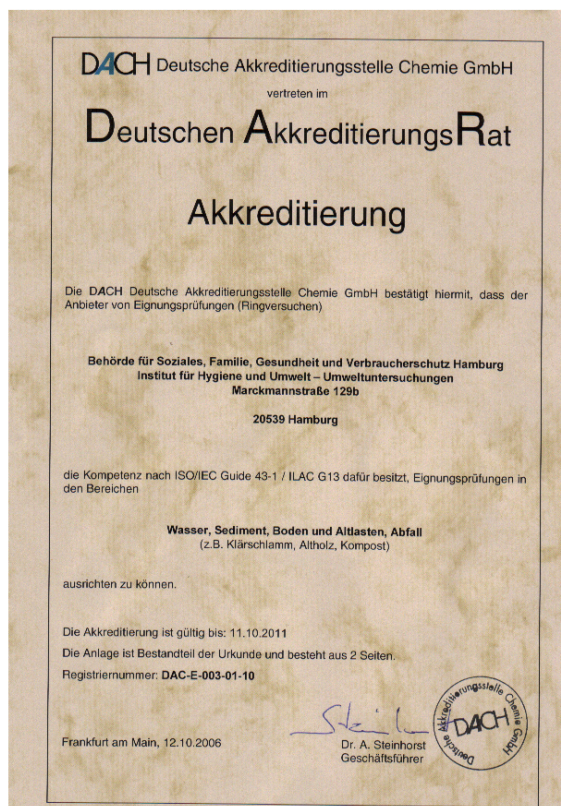 DACH Deutsche Akkreditierungsstelle Chemie GmbH
vertreten im
Deutschen AkkreditierungsRat
Akkreditierung
Die DACH Deutsche Akkreditierungsstelle Chemie GmbH bestätigt hiermit, dass der
Anbieter von Eignungsprüfungen (Ringversuchen)
Behörde für Soziales, Familie, Gesundheit und Verbraucherschutz Hamburg
Institut für Hygiene und Umwelt – Umweltuntersuchungen
Marckmannstraße 129b
20539 Hamburg
die Kompetenz nach ISO/IEC Guide 43-1 / ILAC G13 dafür besitzt, Eignungsprüfungen in
den Bereichen
Wasser, Sediment, Boden und Altlasten, Abfall
(z.B. Klärschlamm, Altholz, Kompost)
ausrichten zu können.
Die Akkreditierung ist gültig bis: 11.10.2011
Die Anlage ist Bestandteil der Urkunde und besteht aus 2 Seiten.
Registriernummer: DAC-E-003-01-10
Frankfurt am Main, 12.10.2006
Dr. A. Steinhorst
Geschäftsführer
Deutsche Akkreditierungsstelle Chemie GmbH
DACH